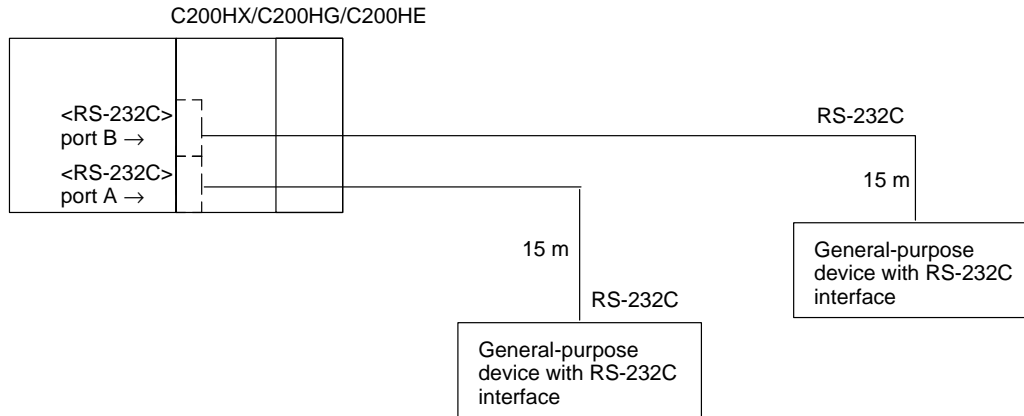 C200HX/C200HG/C200HE
<RS-232C>
port B →
<RS-232C>
port A →
RS-232C
15 m
General-purpose
device with RS-232C
interface
15 m
RS-232C
General-purpose
device with RS-232C
interface